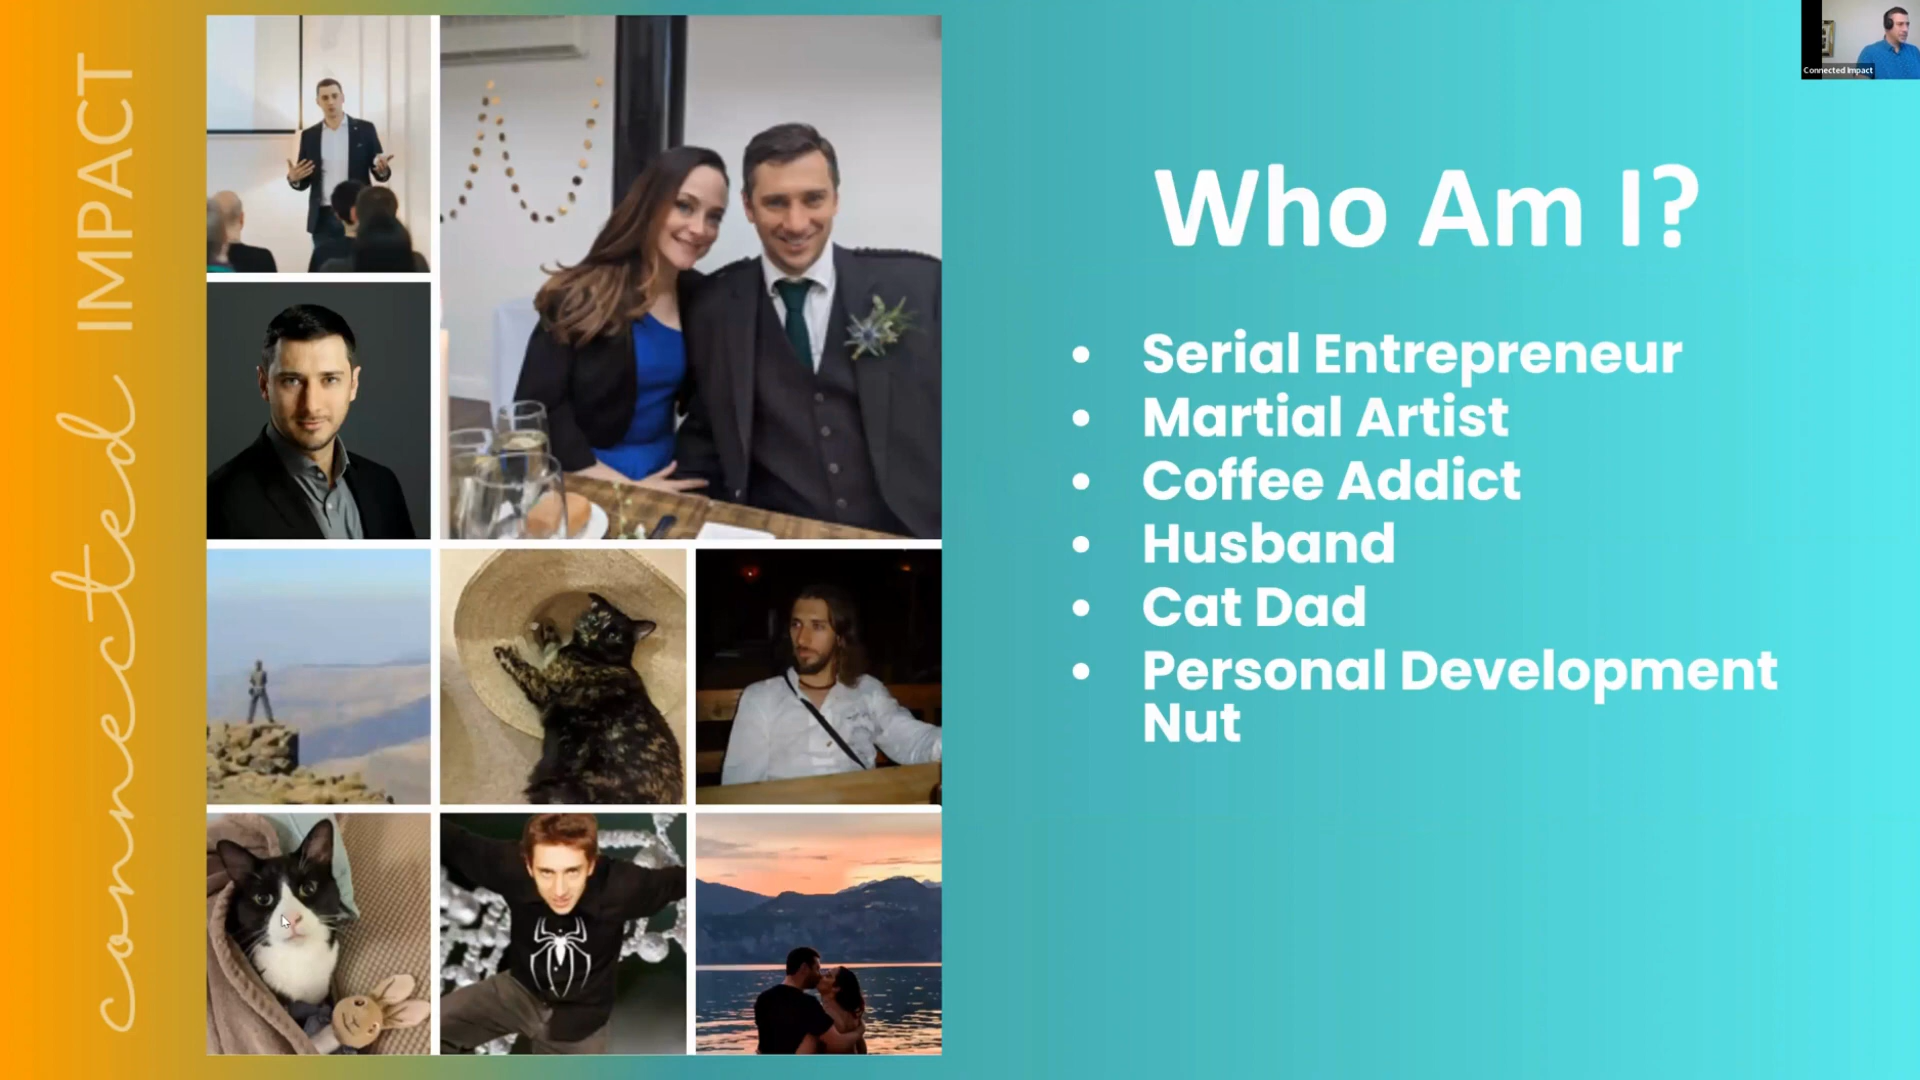 connected IMPACT
Who Am I?
• Serial Entrepreneur
• Martial Artist
• Coffee Addict
• Husband
• Cat Dad
• Personal Development
Nut
Connected Impact